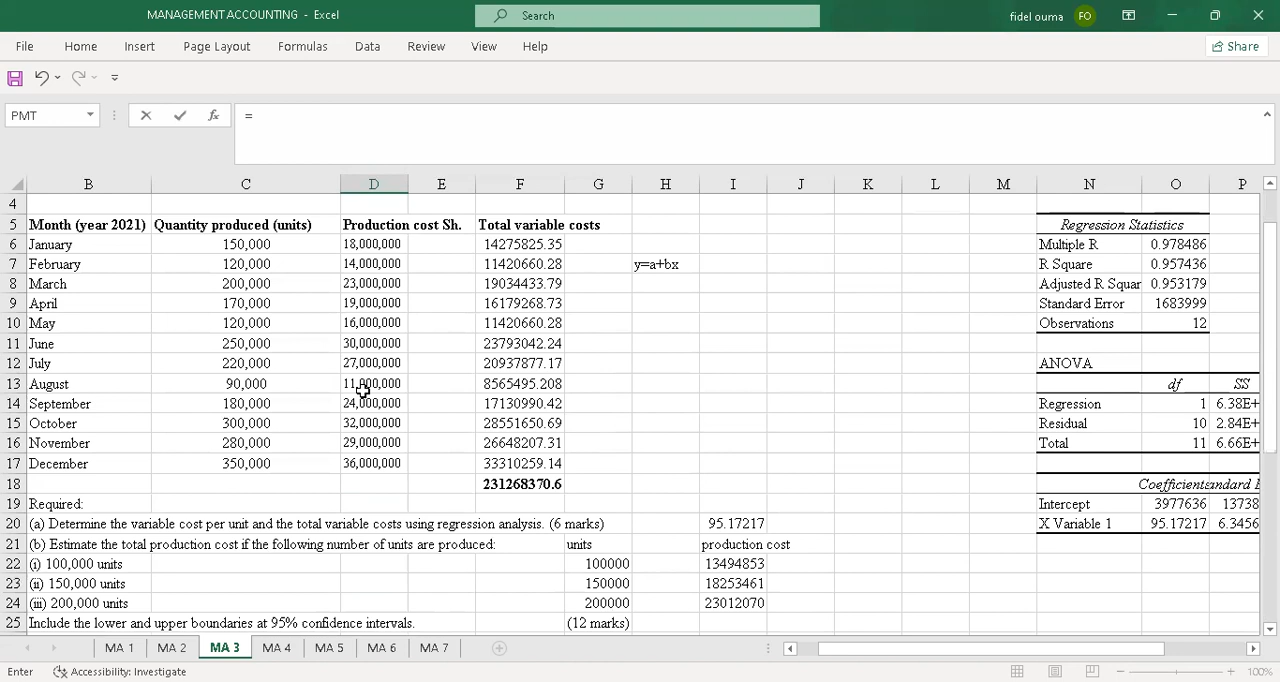 MANAGEMENT ACCOUNTING - Excel Search fidel ouma FO
File Home Insert Page Layout Formulas Data Review View Help Share
PMT fx =
B C D E F G H I J K L M N O P
4
5 Month (year 2021) Quantity produced (units) Production cost Sh. Total variable costs Regression Statistics
6 January 150,000 18,000,000 14275825.35 Multiple R 0.978486
7 February 120,000 14,000,000 11420660.28 y=a+bx R Square 0.957436
8 March 200,000 23,000,000 19034433.79 Adjusted R Squar 0.953179
9 April 170,000 19,000,000 16179268.73 Standard Error 1683999
10 May 120,000 16,000,000 11420660.28 Observations 12
11 June 250,000 30,000,000 23793042.24
12 July 220,000 27,000,000 20937877.17 ANOVA
13 August 90,000 11,000,000 8565495.208 df SS
14 September 180,000 24,000,000 17130990.42 Regression 1 6.38E+
15 October 300,000 32,000,000 28551650.69 Residual 10 2.84E+
16 November 280,000 29,000,000 26648207.31 Total 11 6.66E+
17 December 350,000 36,000,000 33310259.14
18 231268370.6 Coefficients andard E
19 Required: Intercept 3977636 13738
20 (a) Determine the variable cost per unit and the total variable costs using regression analysis. (6 marks) 95.17217 X Variable 1 95.17217 6.3456
21 (b) Estimate the total production cost if the following number of units are produced: units production cost
22 (i) 100,000 units 100000 13494853
23 (ii) 150,000 units 150000 18253461
24 (iii) 200,000 units 200000 23012070
25 Include the lower and upper boundaries at 95% confidence intervals. (12 marks)
MA 1 MA 2 MA 3 MA 4 MA 5 MA 6 MA 7
Enter Accessibility: Investigate 100%